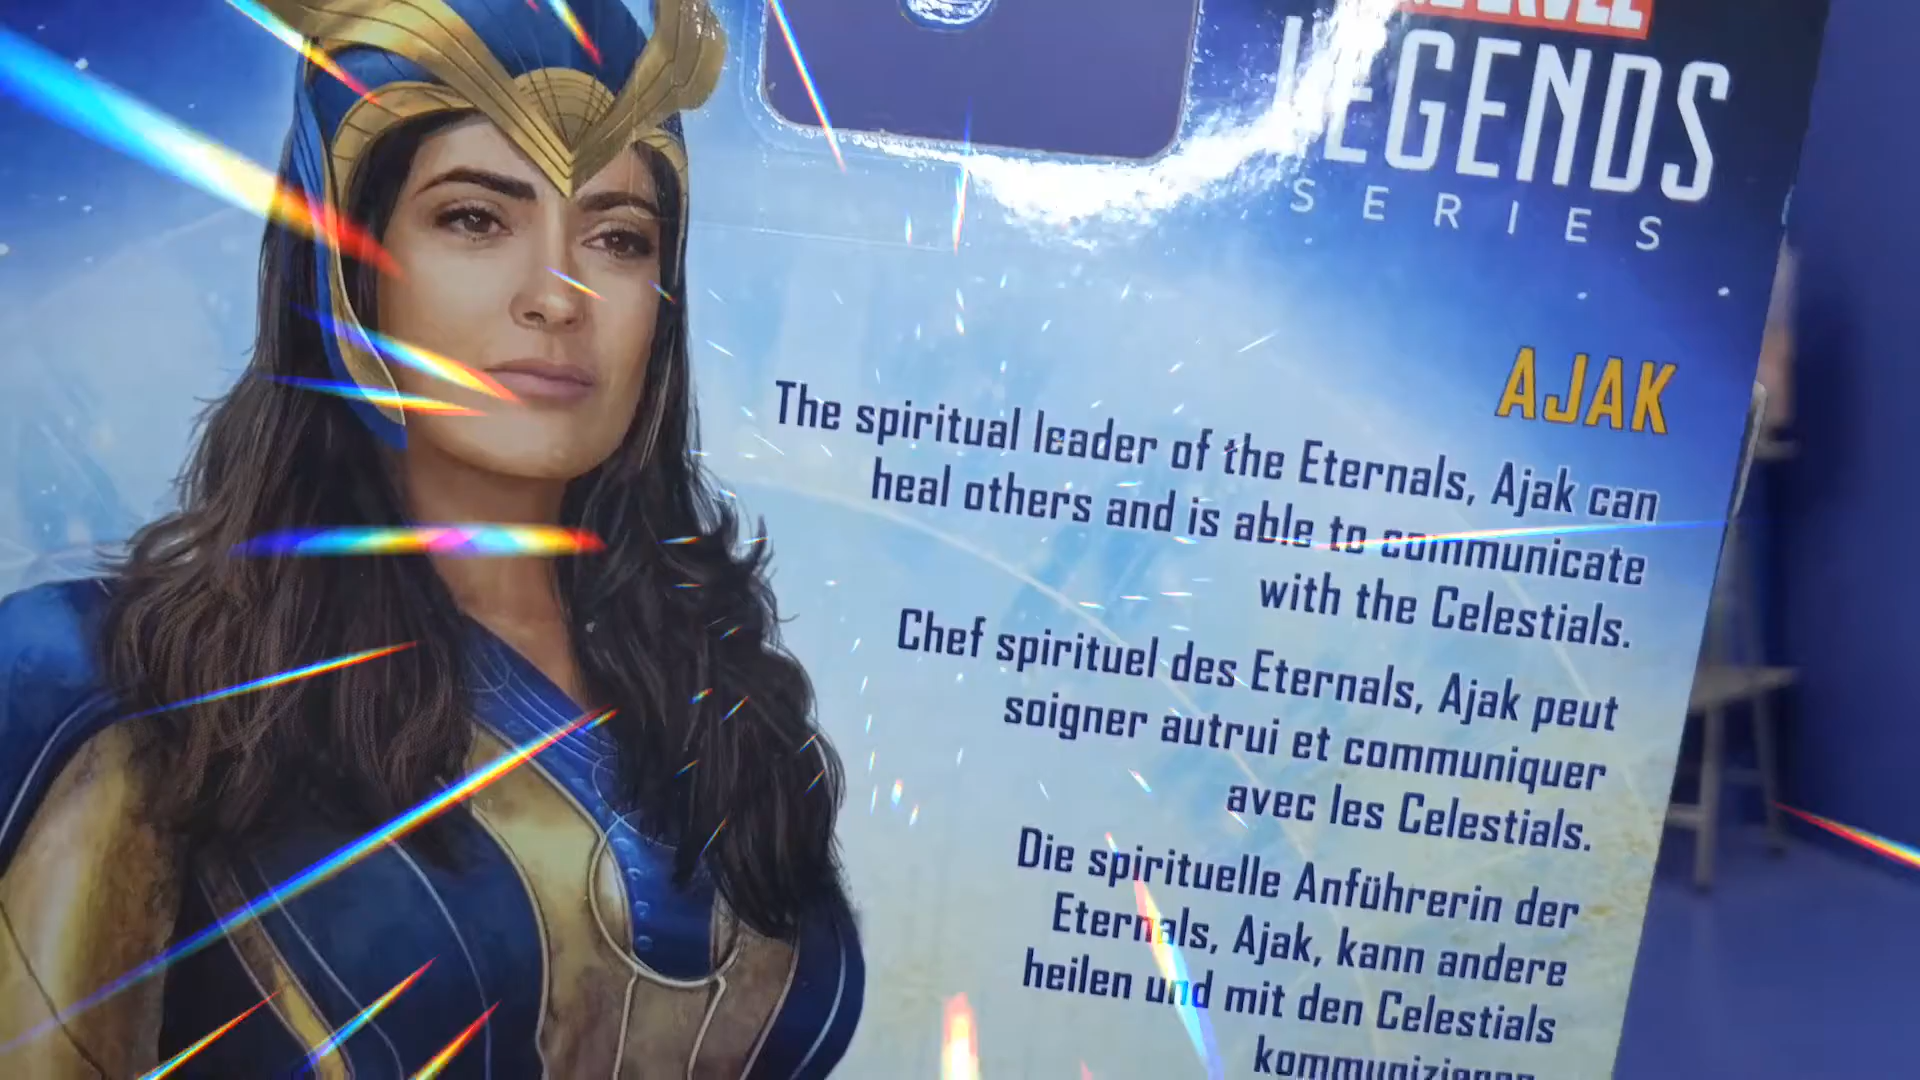 MARVEL
LEGENDS
SERIES
AJAK
The spiritual leader of the Eternals, Ajak can
heal others and is able to communicate
with the Celestials.
Chef spirituel des Eternals, Ajak peut
soigner autrui et communiquer
avec les Celestials.
Die spirituelle Anführerin der
Eternals, Ajak, kann andere
heilen und mit den Celestials
kommunizieren.